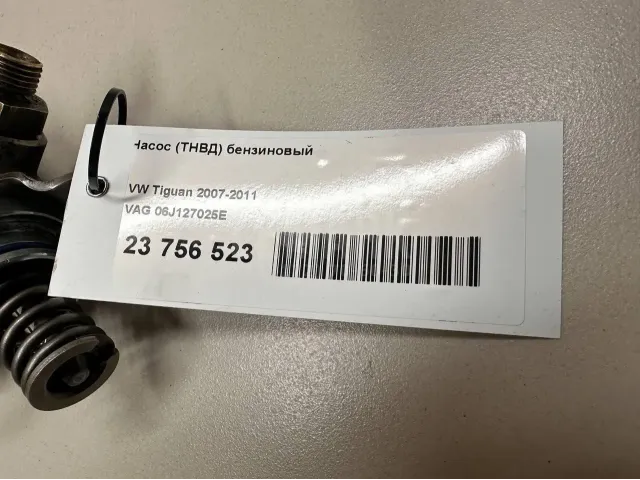 Насос (ТНВД) бензиновый
VW Tiguan 2007-2011
VAG 06J127025E
23 756 523